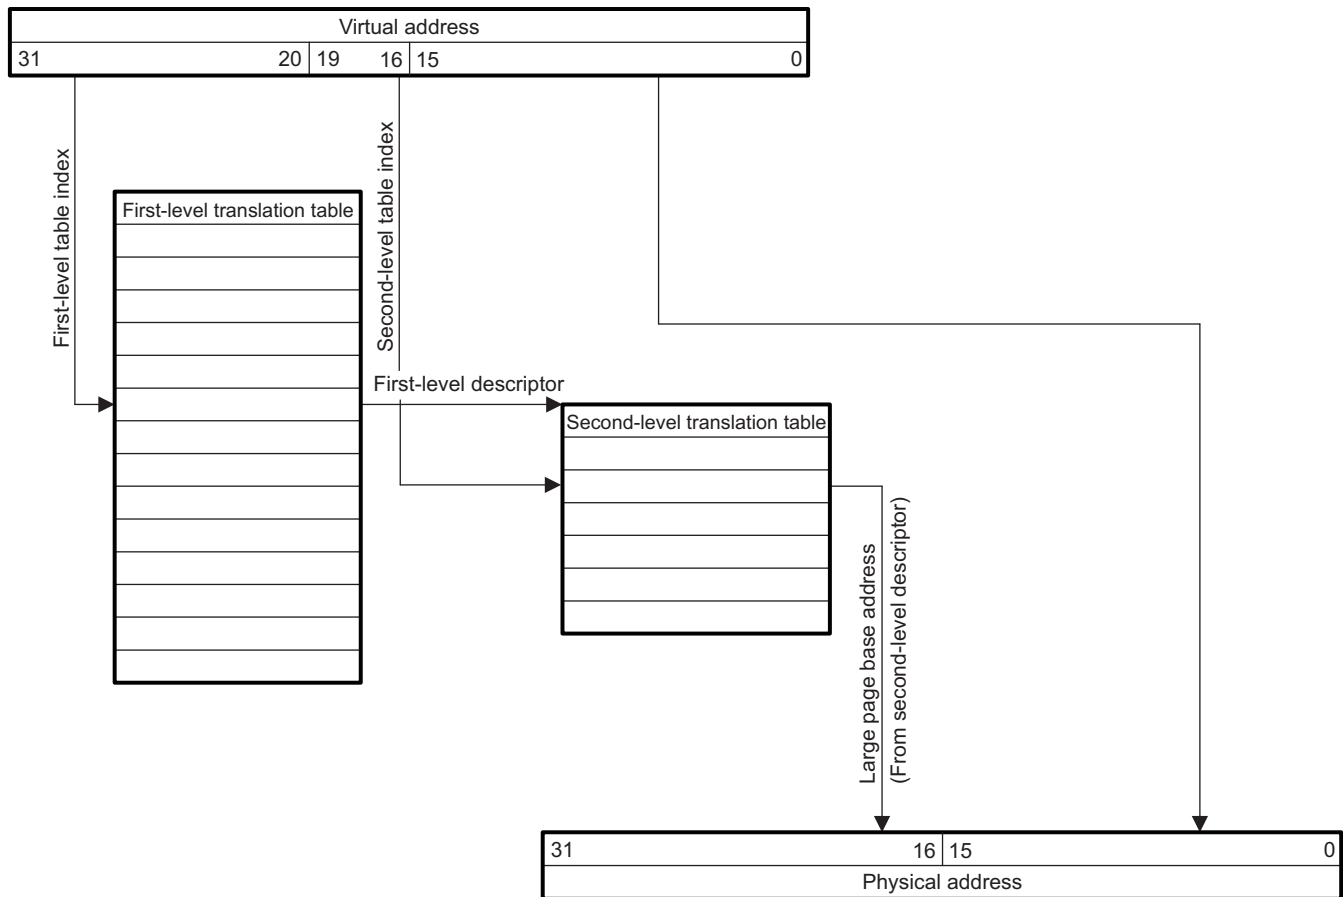 Virtual address
31 20 19 16 15 0
First-level table index
Second-level table index
First-level translation table
First-level descriptor
Second-level translation table
Large page base address
(From second-level descriptor)
31 16 15 0
Physical address